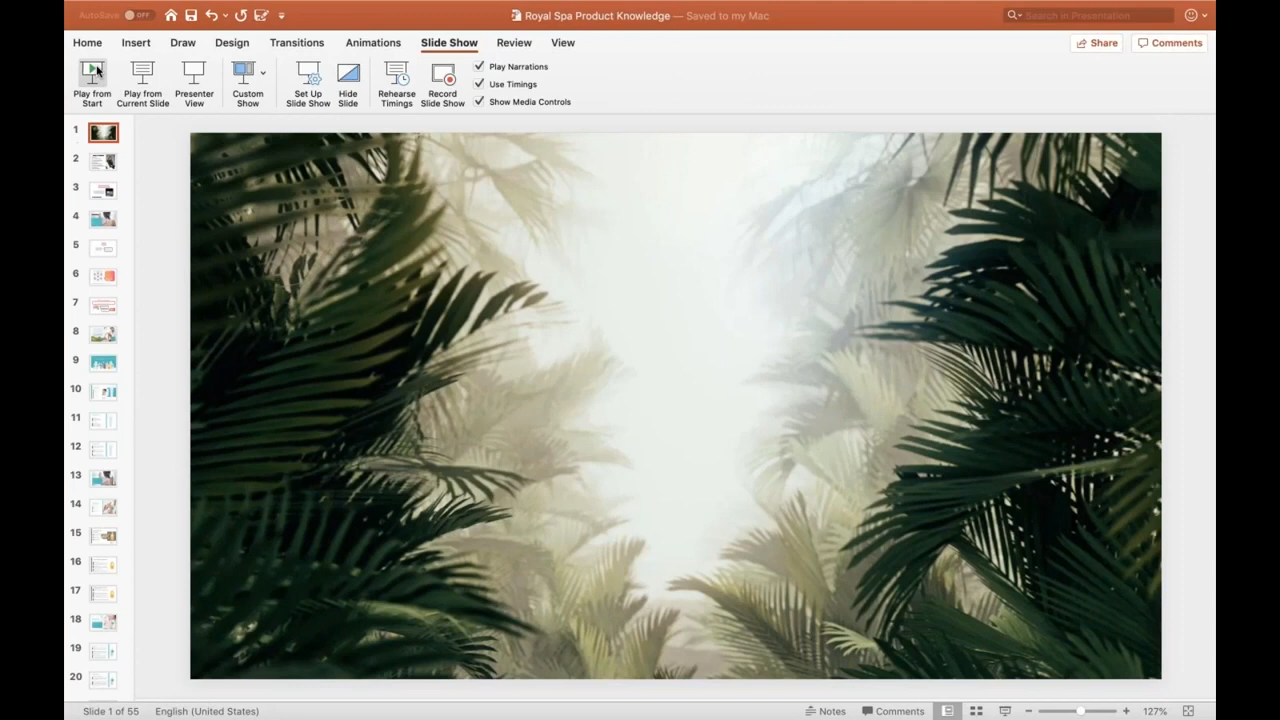 AutoSave OFF
Royal Spa Product Knowledge — Saved to my Mac
Search in Presentation
Home Insert Draw Design Transitions Animations Slide Show Review View
Share Comments
Play from Start
Play from Current Slide
Presenter View
Custom Show
Set Up Slide Show
Hide Slide
Rehearse Timings
Record Slide Show
Play Narrations
Use Timings
Show Media Controls
1
2
3
4
5
6
7
8
9
10
11
12
13
14
15
16
17
18
19
20
Slide 1 of 55 English (United States)
Notes Comments 127%